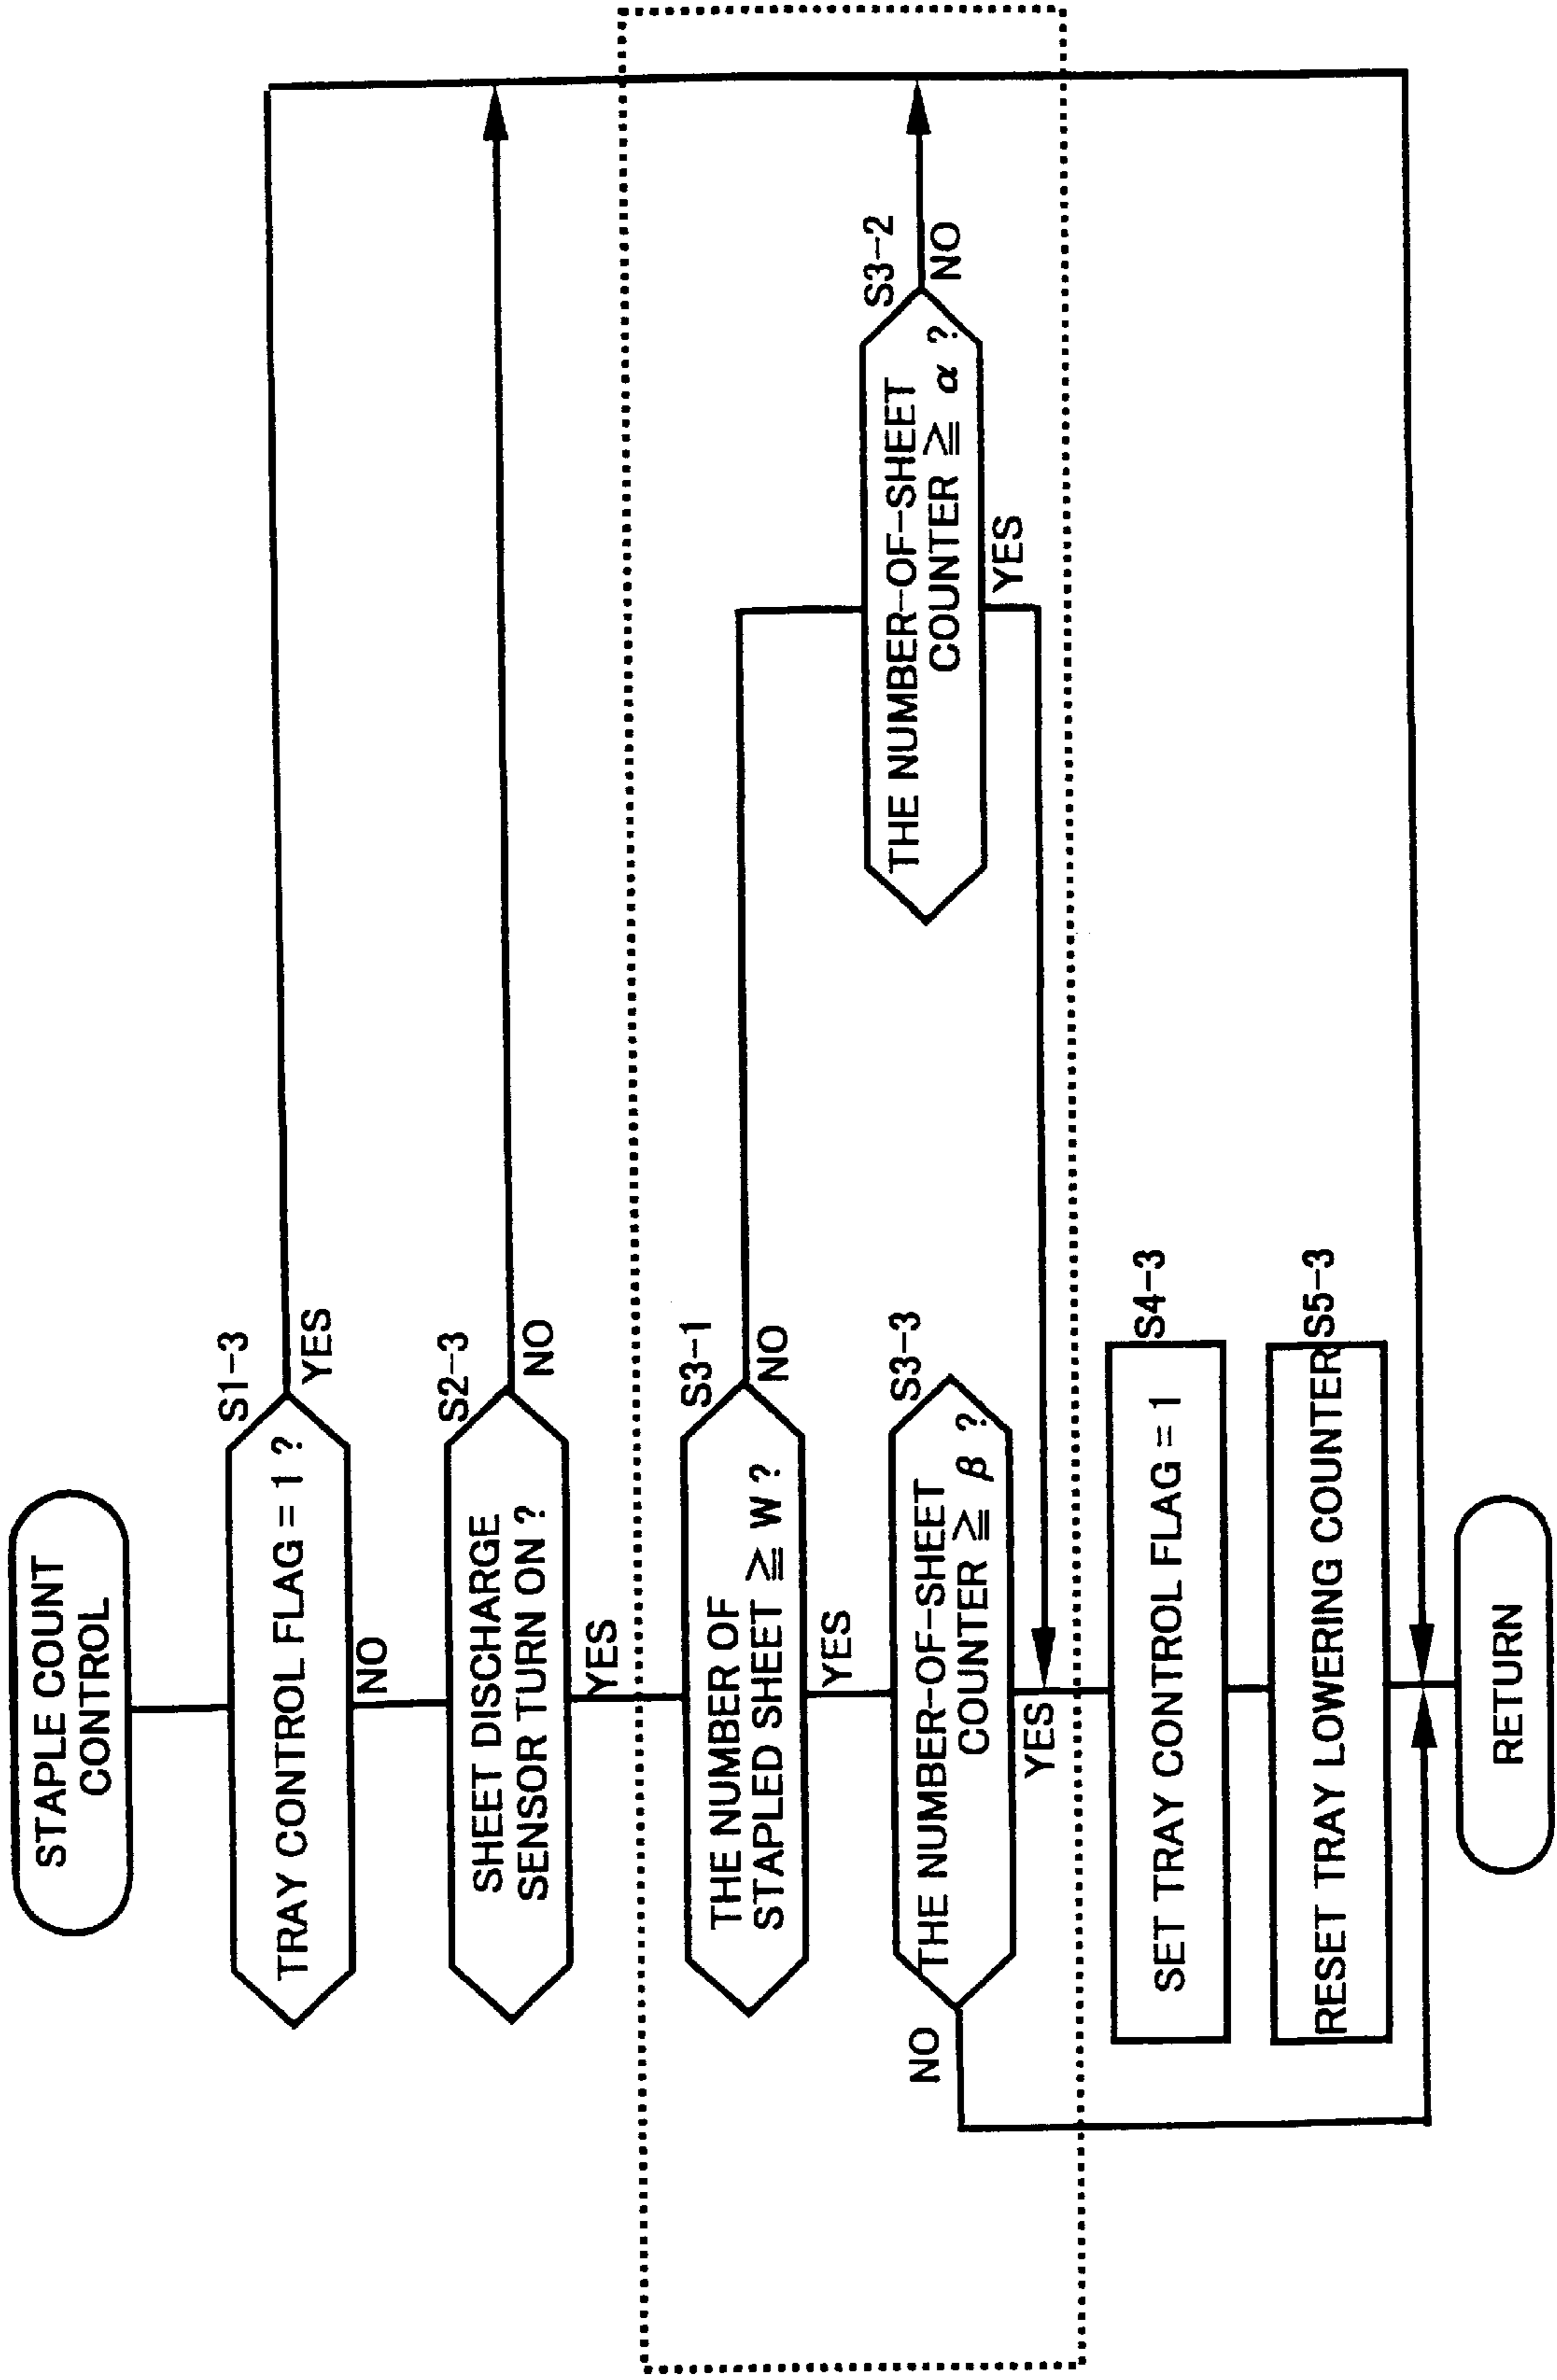 STAPLE COUNT
CONTROL
S1-3
TRAY CONTROL FLAG = 1 ?
YES
NO
S2-3
SHEET DISCHARGE
SENSOR TURN ON ?
NO
YES
S3-1
THE NUMBER OF
STAPLED SHEET ≧ W ?
NO
YES
S3-2
THE NUMBER-OF-SHEET
COUNTER ≧ α ?
NO
YES
S3-3
THE NUMBER-OF-SHEET
COUNTER ≧ β ?
NO
YES
S4-3
SET TRAY CONTROL FLAG = 1
S5-3
RESET TRAY LOWERING COUNTER
RETURN